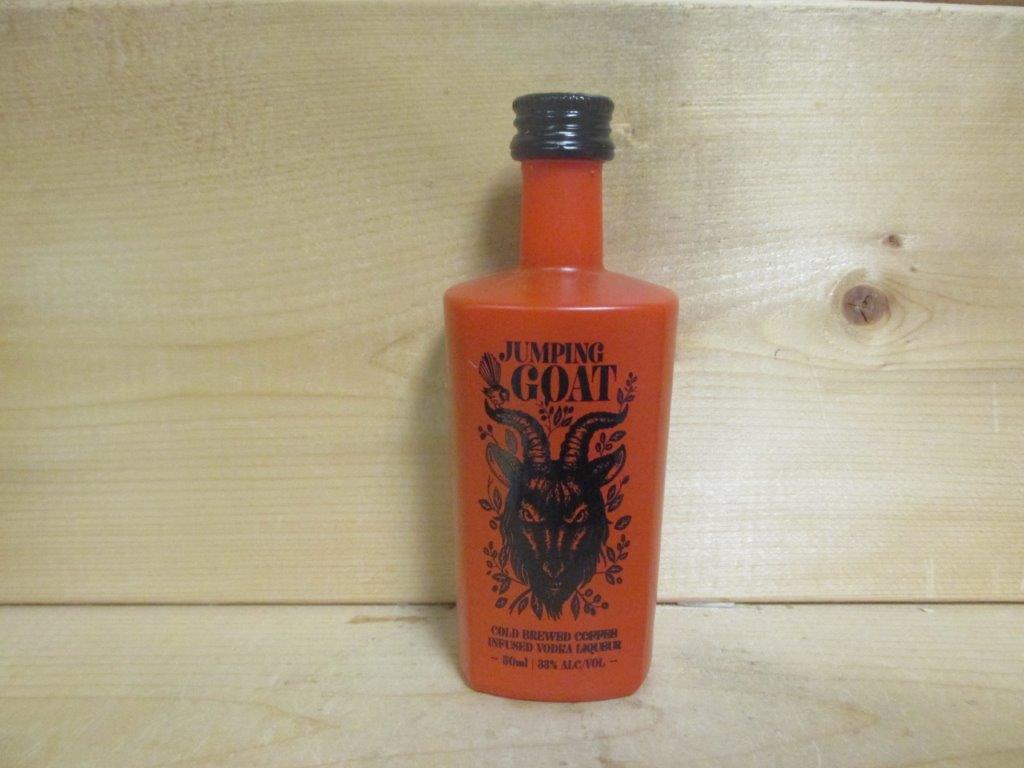 JUMPING
GOAT
COLD BREWED COFFEE
INFUSED VODKA LIQUEUR
– 50ml | 33% ALC/VOL –